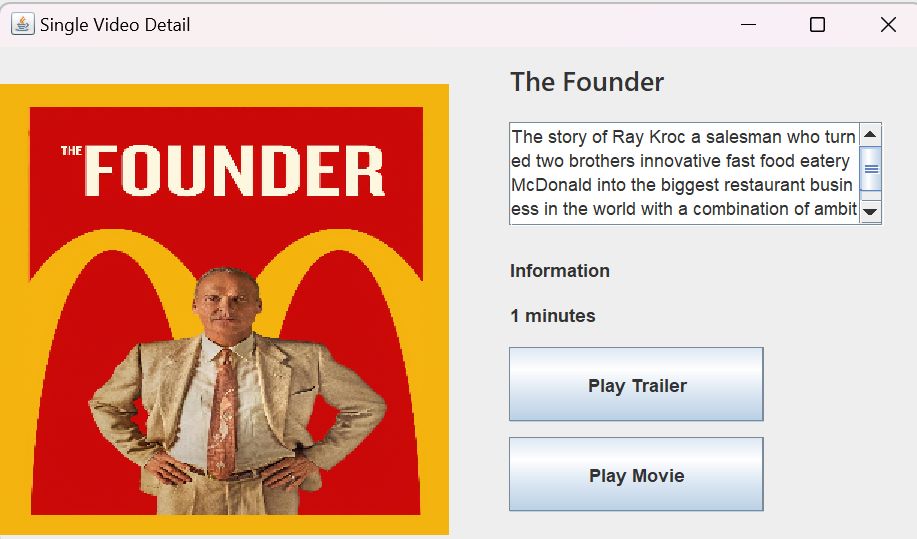 Single Video Detail
THE
FOUNDER
The Founder
The story of Ray Kroc a salesman who turn
ed two brothers innovative fast food eatery
McDonald into the biggest restaurant busin
ess in the world with a combination of ambit
Information
1 minutes
Play Trailer
Play Movie